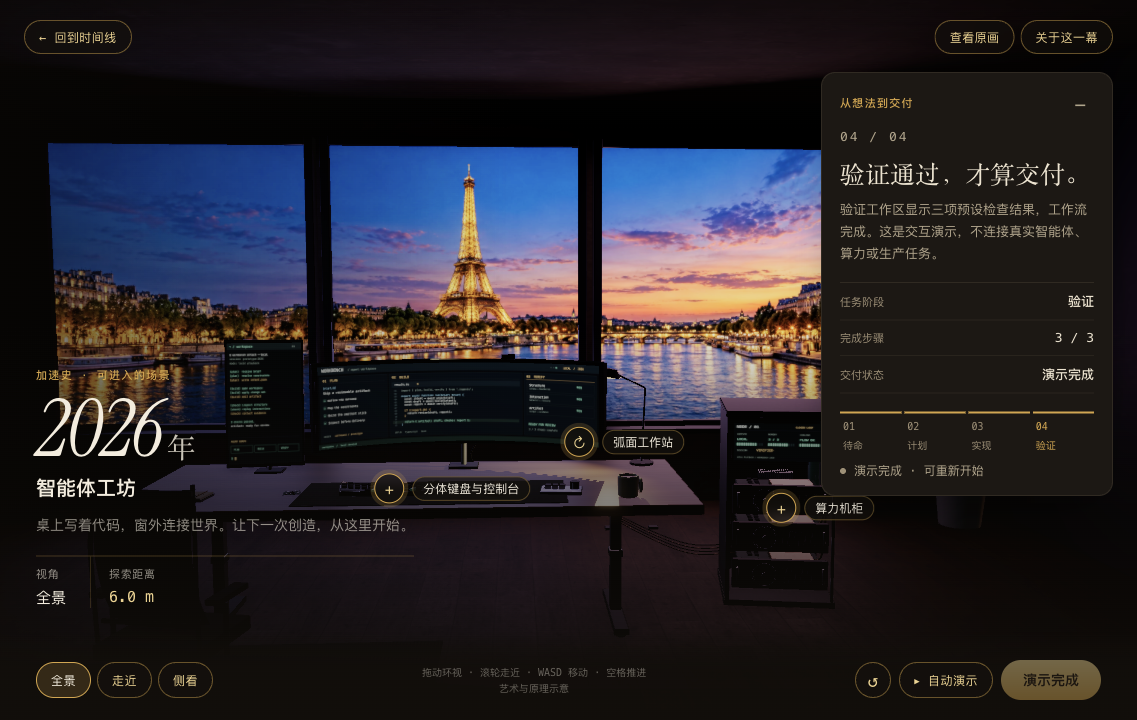 ← 回到时间线
查看原画
关于这一幕
从想法到交付
—
04 / 04
验证通过，才算交付。
验证工作区显示三项预设检查结果，工作流
完成。这是交互演示，不连接真实智能体、
算力或生产任务。
任务阶段 验证
完成步骤 3 / 3
交付状态 演示完成
01 02 03 04
待命 计划 实现 验证
演示完成 · 可重新开始
加速史 · 可进入的场景
2026年
智能体工坊
桌上写着代码，窗外连接世界。让下一次创造，从这里开始。
视角 探索距离
全景 6.0 m
弧面工作站
分体键盘与控制台
算力机柜
全景
走近
侧看
拖动环视 · 滚轮走近 · WASD 移动 · 空格推进
艺术与原理示意
↺
▸ 自动演示
演示完成